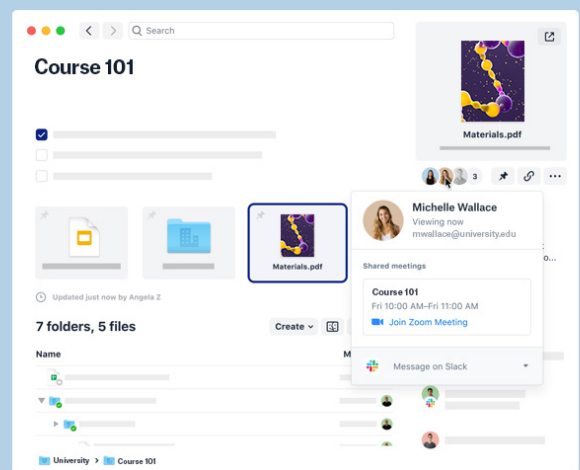 Search
Course 101
Materials.pdf
3
Michelle Wallace
Viewing now
mwallace@university.edu
Shared meetings
Course 101
Fri 10:00 AM–Fri 11:00 AM
Join Zoom Meeting
Message on Slack
Materials.pdf
Updated just now by Angela Z
7 folders, 5 files
Create
Name
University > Course 101